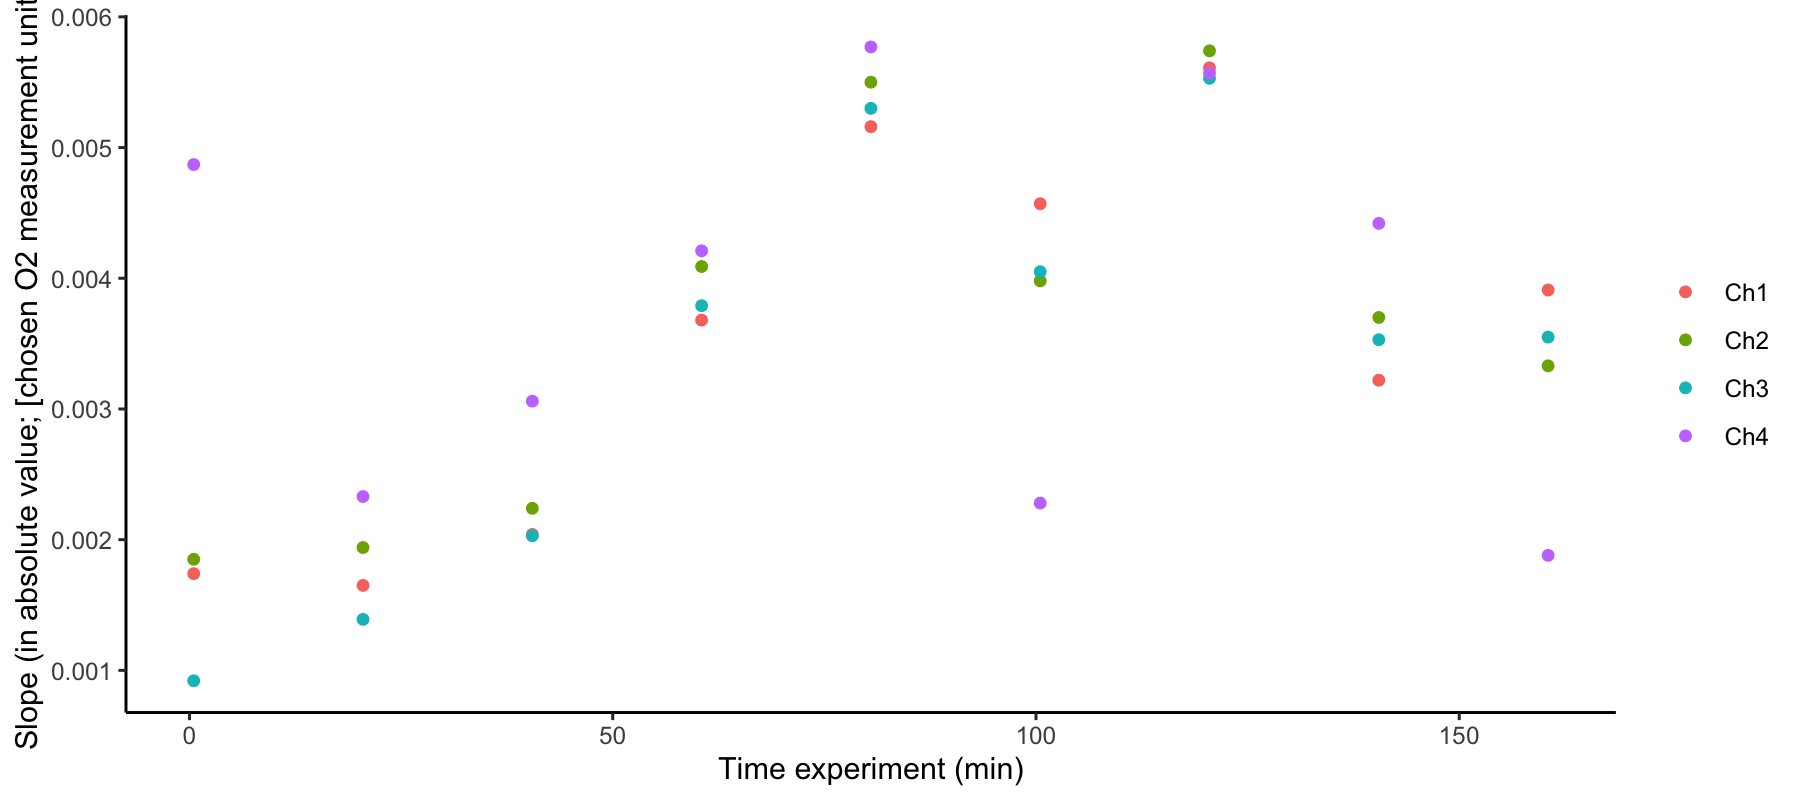 Slope (in absolute value; [chosen O2 measurement unit
0.006
0.005
0.004
0.003
0.002
0.001
0
50
100
150
Time experiment (min)
Ch1
Ch2
Ch3
Ch4